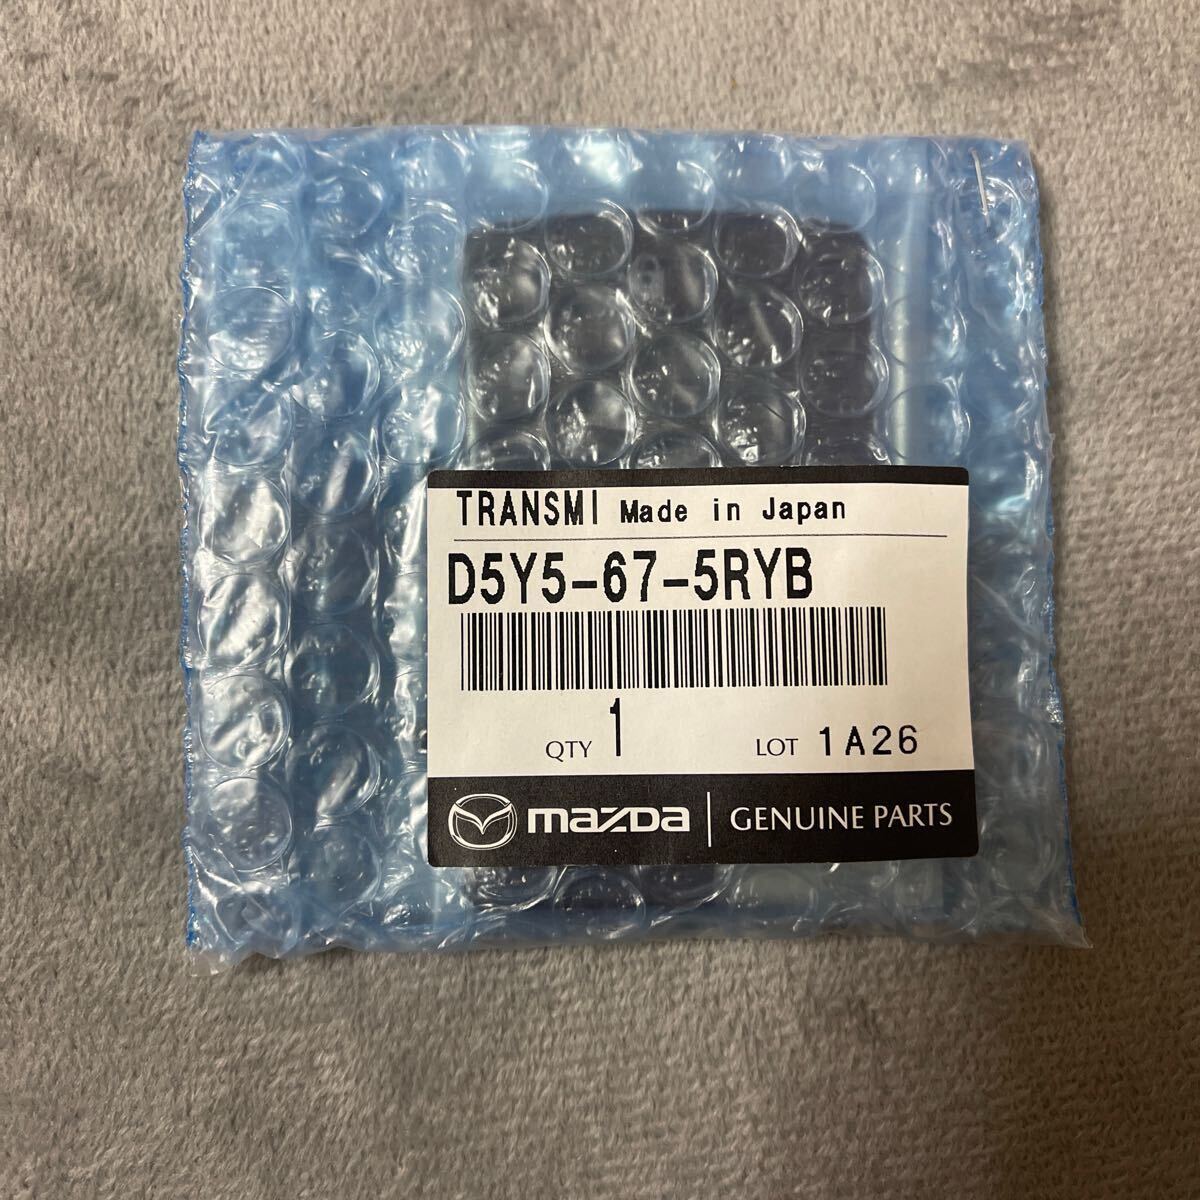 TRANSMI Made in Japan
D5Y5-67-5RYB
QTY 1 LOT 1A26
mazda GENUINE PARTS